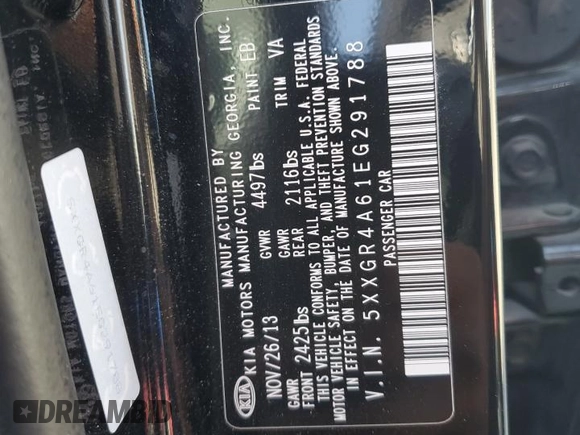 MANUFACTURED BY
KIA KIA MOTORS MANUFACTURING GEORGIA, INC.
NOV/26/13 GVWR 4497lbs PAINT EB
GAWR FRONT 2425lbs GAWR REAR 2116lbs TRIM VA
THIS VEHICLE CONFORMS TO ALL APPLICABLE U.S.A. FEDERAL
MOTOR VEHICLE SAFETY, BUMPER, AND THEFT PREVENTION STANDARDS
IN EFFECT ON THE DATE OF MANUFACTURE SHOWN ABOVE.
V.I.N. 5XXGR4A61EG291788
PASSENGER CAR
DREAMBID